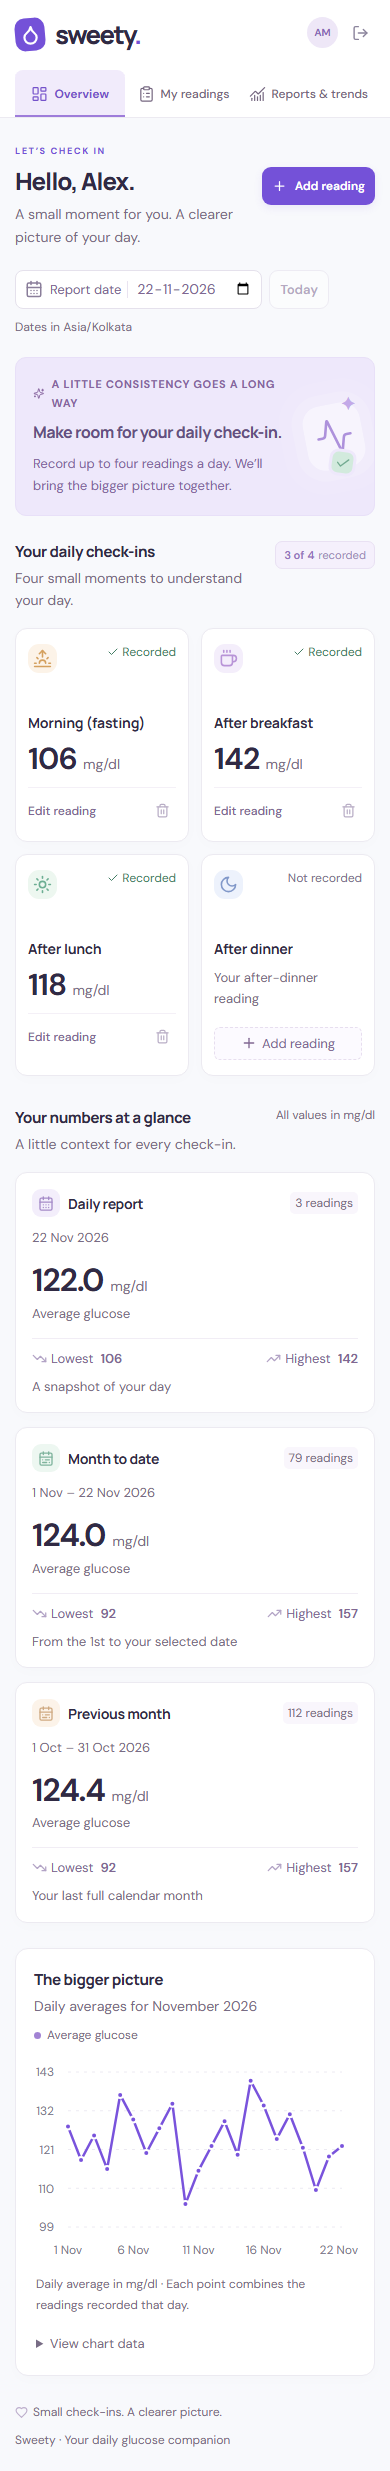 sweety.
AM
Overview
My readings
Reports & trends
LET'S CHECK IN
Hello, Alex.
Add reading
A small moment for you. A clearer
picture of your day.
Report date
22-11-2026
Today
Dates in Asia/Kolkata
A LITTLE CONSISTENCY GOES A LONG
WAY
Make room for your daily check-in.
Record up to four readings a day. We'll
bring the bigger picture together.
Your daily check-ins
3 of 4 recorded
Four small moments to understand
your day.
Recorded
Morning (fasting)
106 mg/dl
Edit reading
Recorded
After breakfast
142 mg/dl
Edit reading
Recorded
After lunch
118 mg/dl
Edit reading
Not recorded
After dinner
Your after-dinner
reading
Add reading
Your numbers at a glance
All values in mg/dl
A little context for every check-in.
Daily report
3 readings
22 Nov 2026
122.0 mg/dl
Average glucose
Lowest 106
Highest 142
A snapshot of your day
Month to date
79 readings
1 Nov – 22 Nov 2026
124.0 mg/dl
Average glucose
Lowest 92
Highest 157
From the 1st to your selected date
Previous month
112 readings
1 Oct – 31 Oct 2026
124.4 mg/dl
Average glucose
Lowest 92
Highest 157
Your last full calendar month
The bigger picture
Daily averages for November 2026
Average glucose
143
132
121
110
99
1 Nov
6 Nov
11 Nov
16 Nov
22 Nov
Daily average in mg/dl · Each point combines the
readings recorded that day.
View chart data
Small check-ins. A clearer picture.
Sweety · Your daily glucose companion